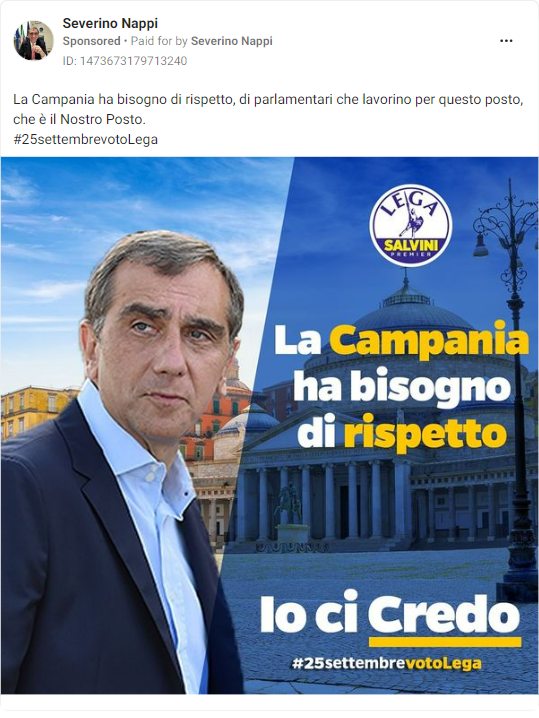 Severino Nappi
Sponsored • Paid for by Severino Nappi
ID: 1473673179713240
La Campania ha bisogno di rispetto, di parlamentari che lavorino per questo posto,
che è il Nostro Posto.
#25settembrevotoLega
LEGA
SALVINI
PREMIER
La Campania
ha bisogno
di rispetto
Io ci Credo
#25settembrevotoLega